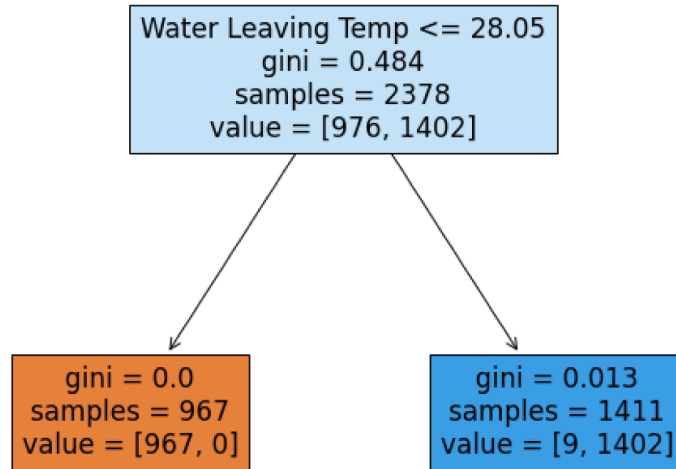 Water Leaving Temp <= 28.05
gini = 0.484
samples = 2378
value = [976, 1402]
gini = 0.0
samples = 967
value = [967, 0]
gini = 0.013
samples = 1411
value = [9, 1402]